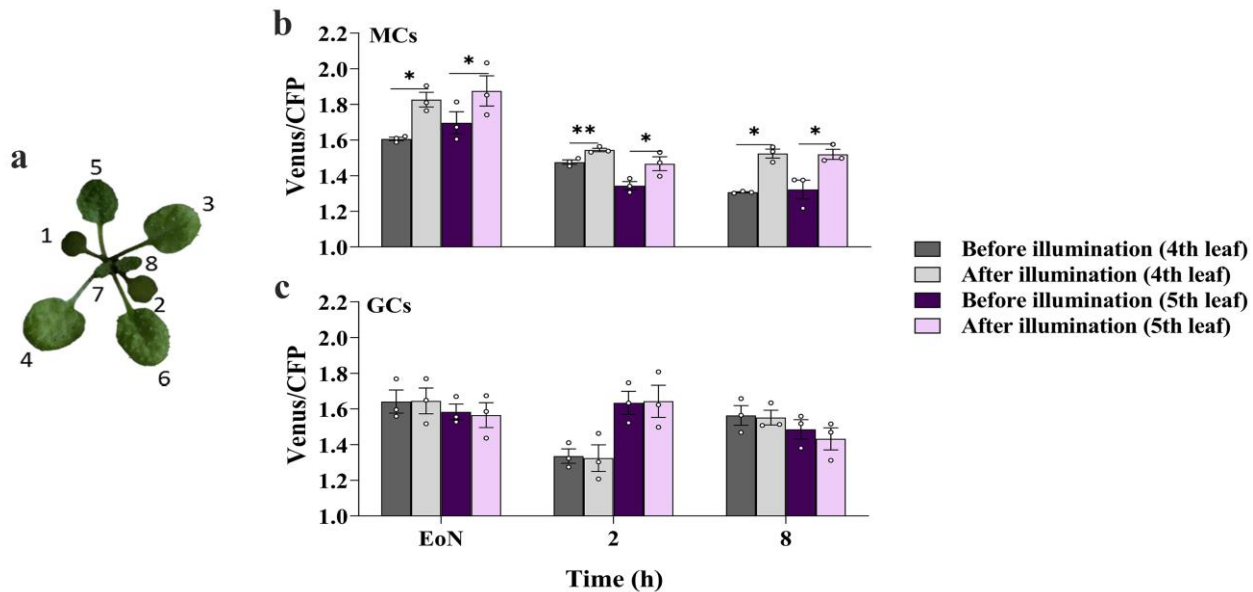 a
5
3
1
8
7
2
4
6
b
MCs
Venus/CFP
2.2
2.0
1.8
1.6
1.4
1.2
1.0
* * ** * * *
c
GCs
Venus/CFP
2.2
2.0
1.8
1.6
1.4
1.2
1.0
EoN 2 8
Time (h)
Before illumination (4th leaf)
After illumination (4th leaf)
Before illumination (5th leaf)
After illumination (5th leaf)